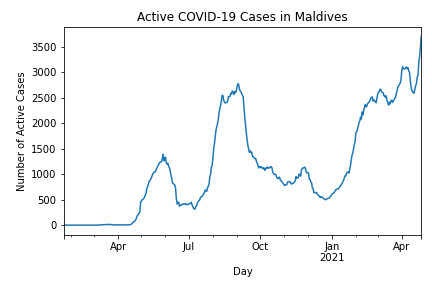 Active COVID-19 Cases in Maldives
Number of Active Cases
3500
3000
2500
2000
1500
1000
500
0
Apr Jul Oct Jan Apr
2021
Day